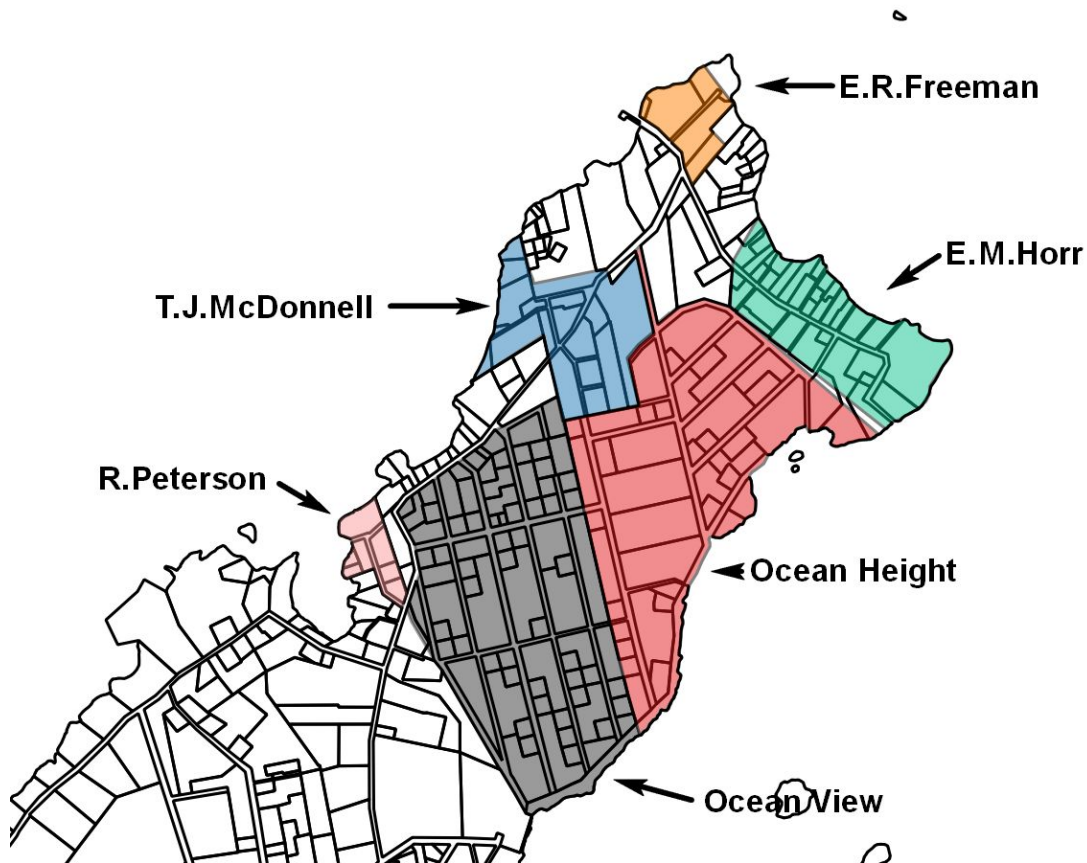 E.R.Freeman
E.M.Horr
T.J.McDonnell
R.Peterson
Ocean Height
Ocean View